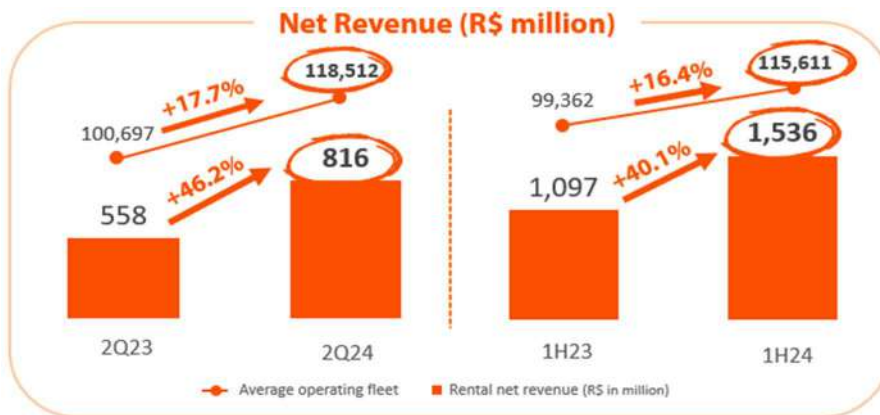 Net Revenue (R$ million)
+17.7%
118,512
100,697
+46.2%
816
558
2Q23
2Q24
+16.4%
115,611
99,362
+40.1%
1,536
1,097
1H23
1H24
Average operating fleet
Rental net revenue (R$ in million)